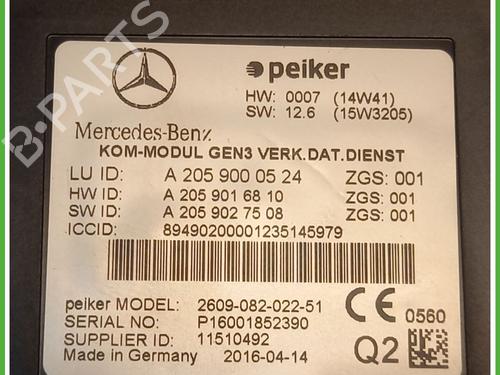 peiker
HW: 0007 (14W41)
SW: 12.6 (15W3205)
Mercedes-Benz
KOM-MODUL GEN3 VERK.DAT.DIENST
LU ID: A 205 900 05 24 ZGS: 001
HW ID: A 205 901 68 10 ZGS: 001
SW ID: A 205 902 75 08 ZGS: 001
ICCID: 89490200001235145979
peiker MODEL: 2609-082-022-51
SERIAL NO: P16001852390
SUPPLIER ID: 11510492
Made in Germany 2016-04-14
CE 0560
Q2